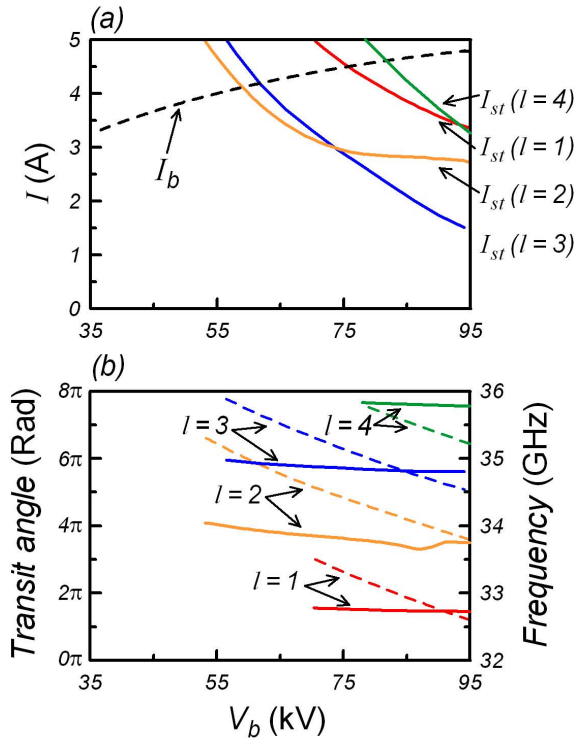 (a)
5
4
3
2
1
0
I (A)
I_b
I_st (l = 4)
I_st (l = 1)
I_st (l = 2)
I_st (l = 3)
35 55 75 95
(b)
8π
6π
4π
2π
0π
Transit angle (Rad)
l = 3
l = 4
l = 2
l = 1
36
35
34
33
32
Frequency (GHz)
35 55 75 95
V_b (kV)